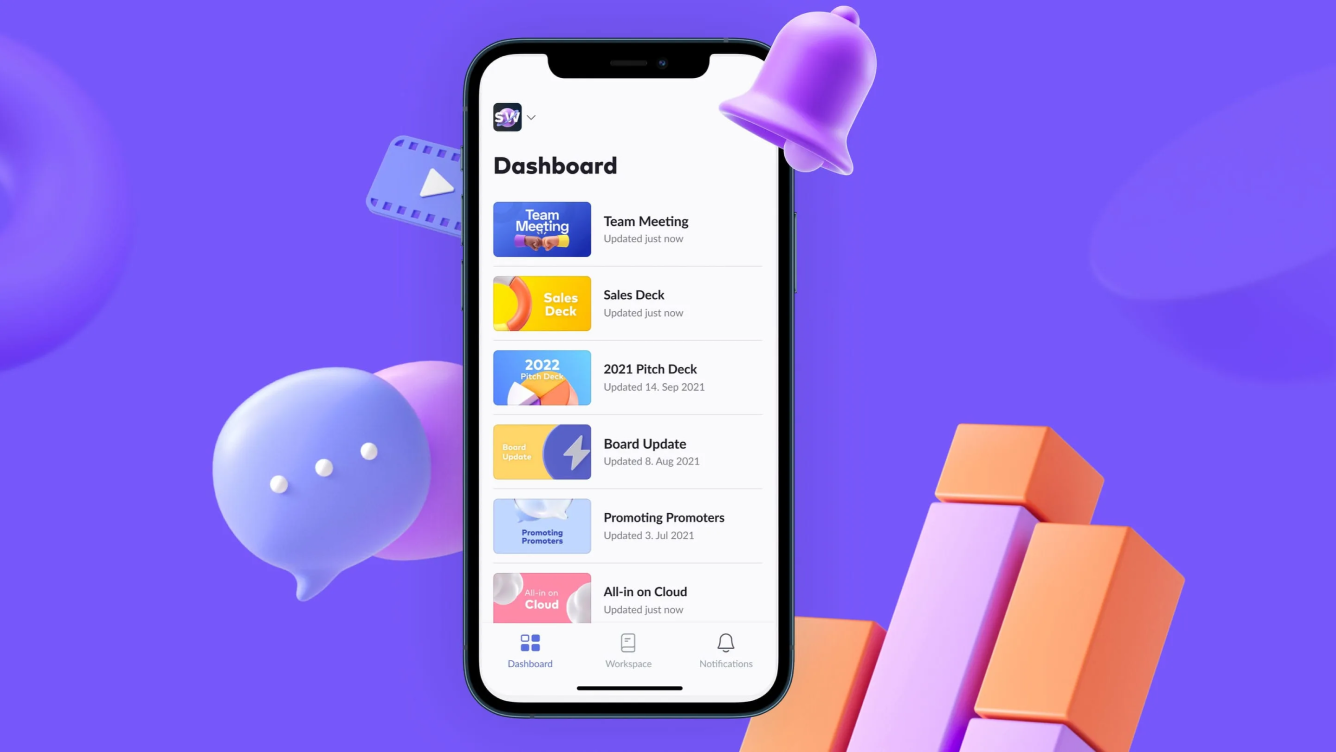 SW
Dashboard
Team
Meeting
Team Meeting
Updated just now
Sales
Deck
Sales Deck
Updated just now
2022
Pitch Deck
2021 Pitch Deck
Updated 14. Sep 2021
Board
Update
Board Update
Updated 8. Aug 2021
Promoting
Promoters
Promoting Promoters
Updated 3. Jul 2021
All-in on
Cloud
All-in on Cloud
Updated just now
Dashboard
Workspace
Notifications